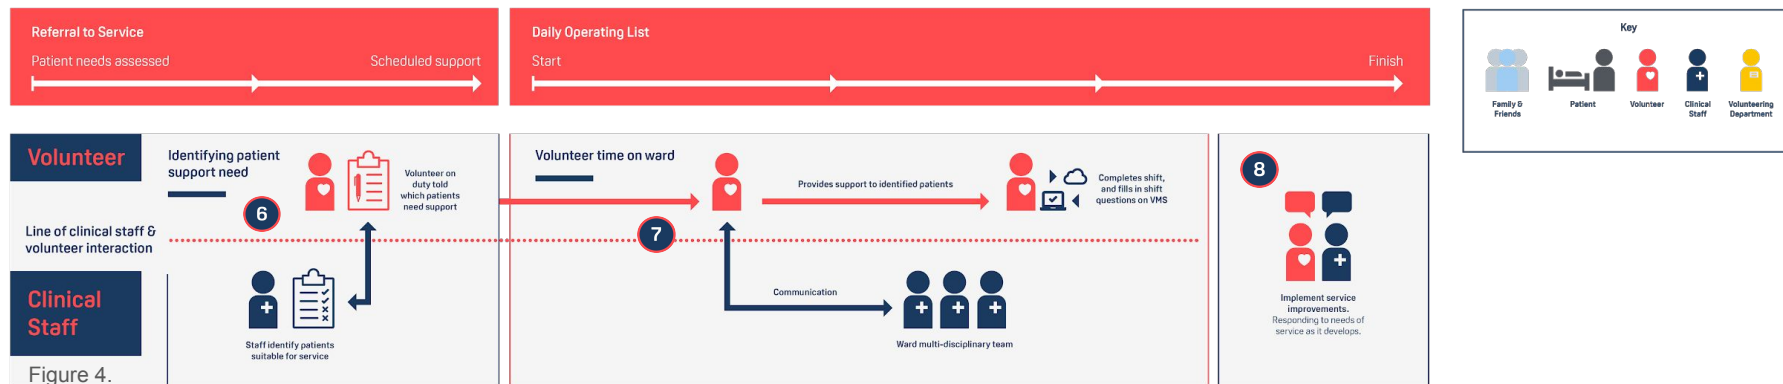 Referral to Service
Patient needs assessed
Scheduled support
Daily Operating List
Start
Finish
Key
Family &
Friends
Patient
Volunteer
Clinical
Staff
Volunteering
Department
Volunteer
Identifying patient
support need
6
Volunteer on
duty told
which patients
need support
Volunteer time on ward
Provides support to identified patients
Completes shift,
and fills in shift
questions on VMS
8
Line of clinical staff &
volunteer interaction
7
Clinical
Staff
Staff identify patients
suitable for service
Communication
Ward multi-disciplinary team
Implement service
improvements.
Responding to needs of
service as it develops.
Figure 4.